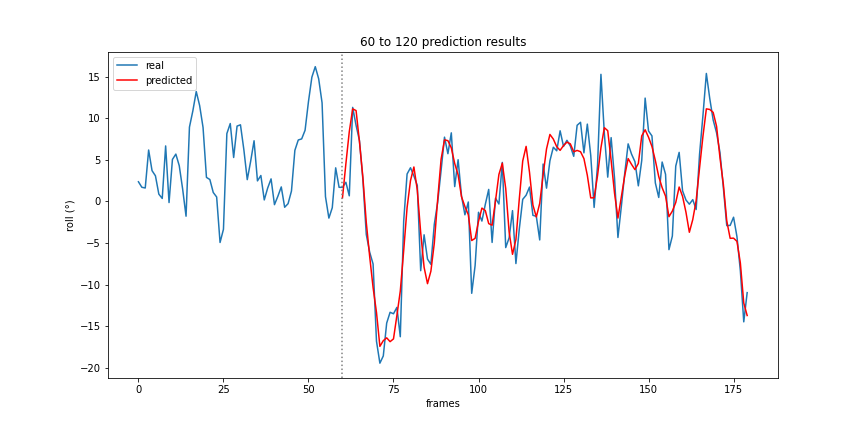 60 to 120 prediction results
real
predicted
15
10
5
0
−5
−10
−15
−20
roll (°)
0 25 50 75 100 125 150 175
frames